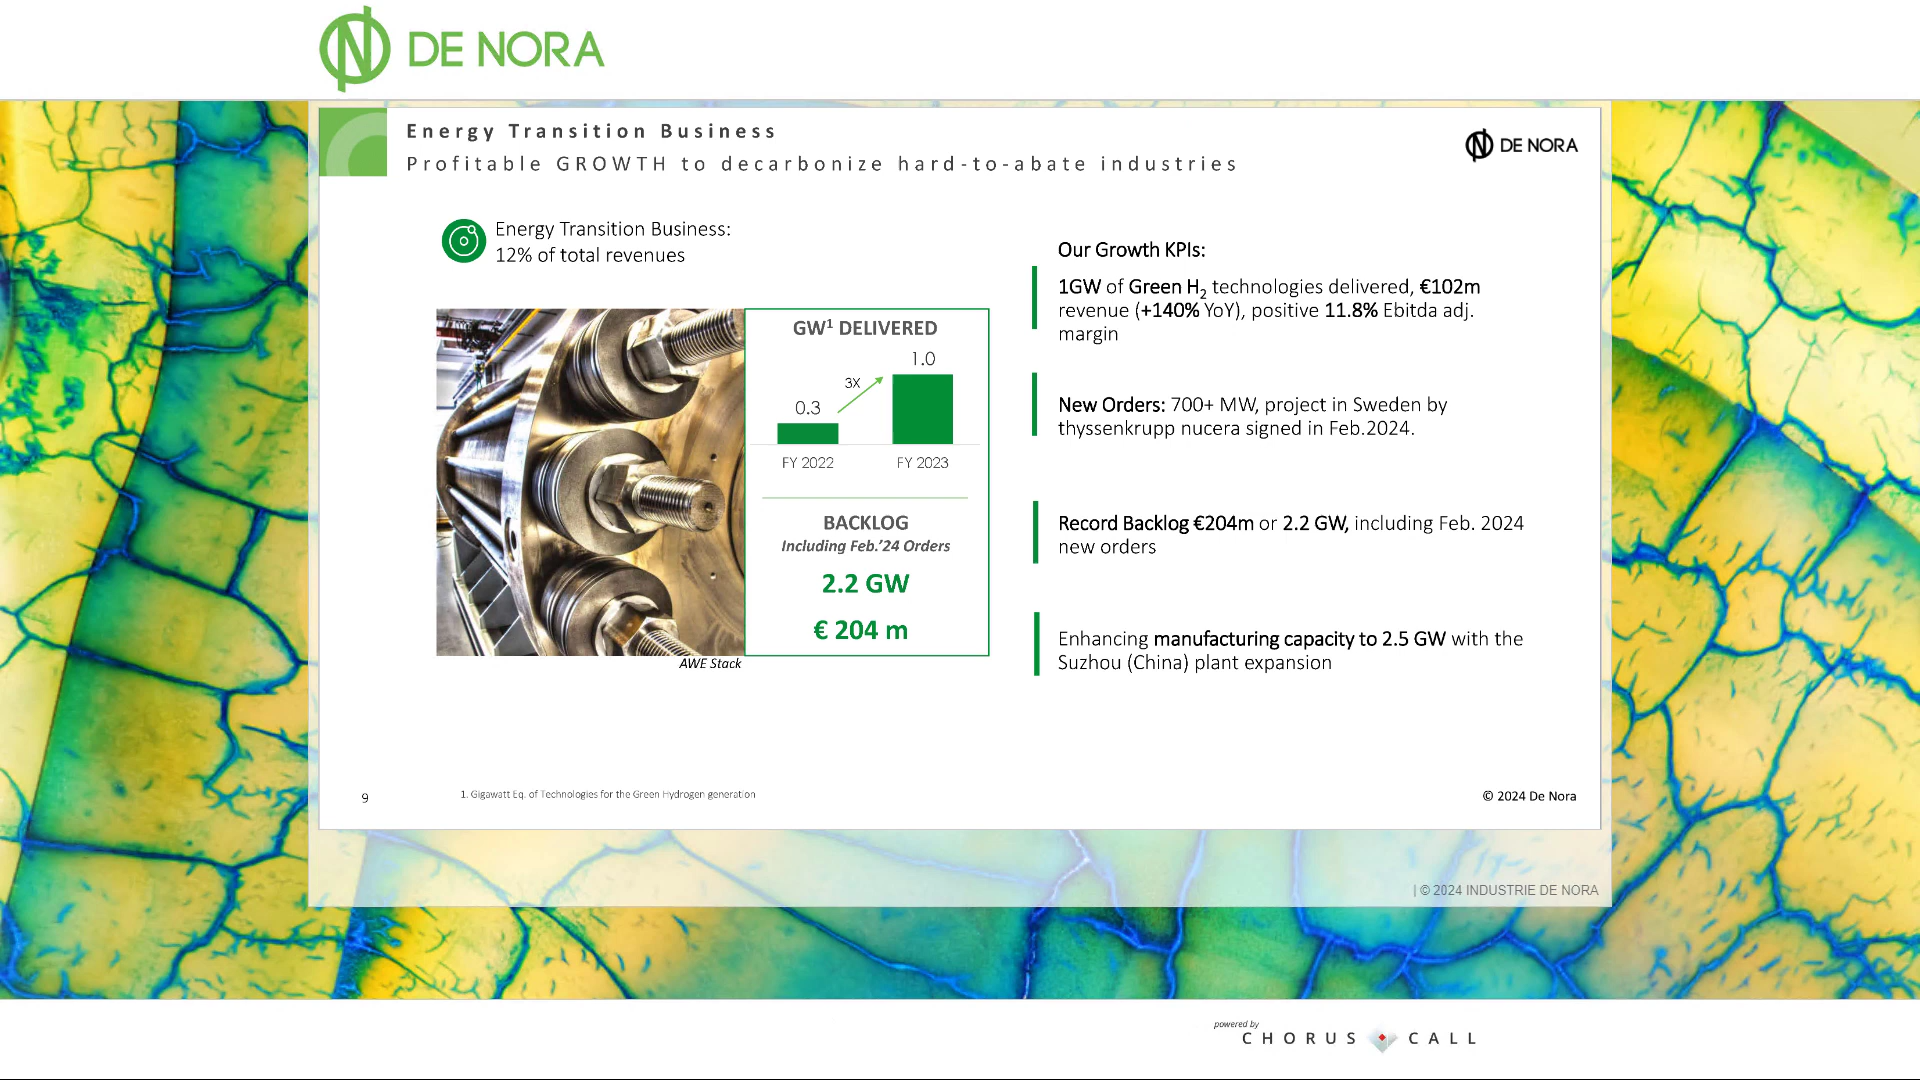 DE NORA
Energy Transition Business
Profitable GROWTH to decarbonize hard-to-abate industries
DE NORA
Energy Transition Business:
12% of total revenues
GW¹ DELIVERED
1.0
3X
0.3
FY 2022
FY 2023
BACKLOG
Including Feb.’24 Orders
2.2 GW
€ 204 m
AWE Stack
Our Growth KPIs:
1GW of Green H₂ technologies delivered, €102m
revenue (+140% YoY), positive 11.8% Ebitda adj.
margin
New Orders: 700+ MW, project in Sweden by
thyssenkrupp nucera signed in Feb.2024.
Record Backlog €204m or 2.2 GW, including Feb. 2024
new orders
Enhancing manufacturing capacity to 2.5 GW with the
Suzhou (China) plant expansion
9
1. Gigawatt Eq. of Technologies for the Green Hydrogen generation
© 2024 De Nora
| © 2024 INDUSTRIE DE NORA
powered by
CHORUS CALL